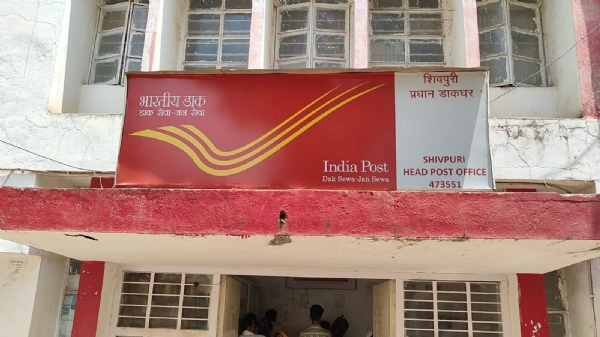 भारतीय डाक
डाक सेवा-जन सेवा
India Post
Dak Sewa-Jan Sewa
शिवपुरी
प्रधान डाकघर
SHIVPURI
HEAD POST OFFICE
473551